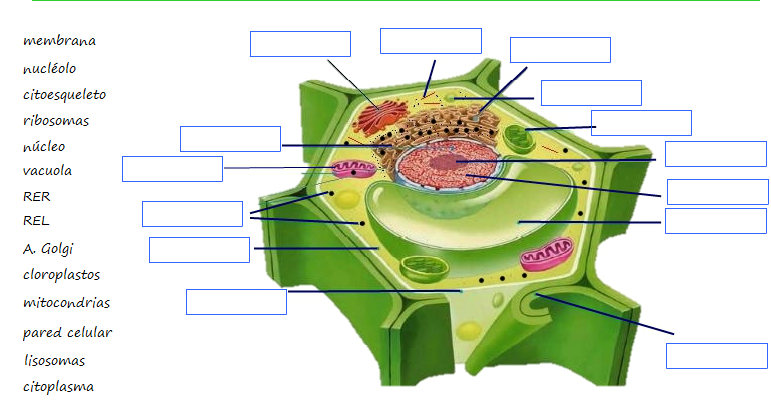 membrana
nucléolo
citoesqueleto
ribosomas
núcleo
vacuola
RER
REL
A. Golgi
cloroplastos
mitocondrias
pared celular
lisosomas
citoplasma